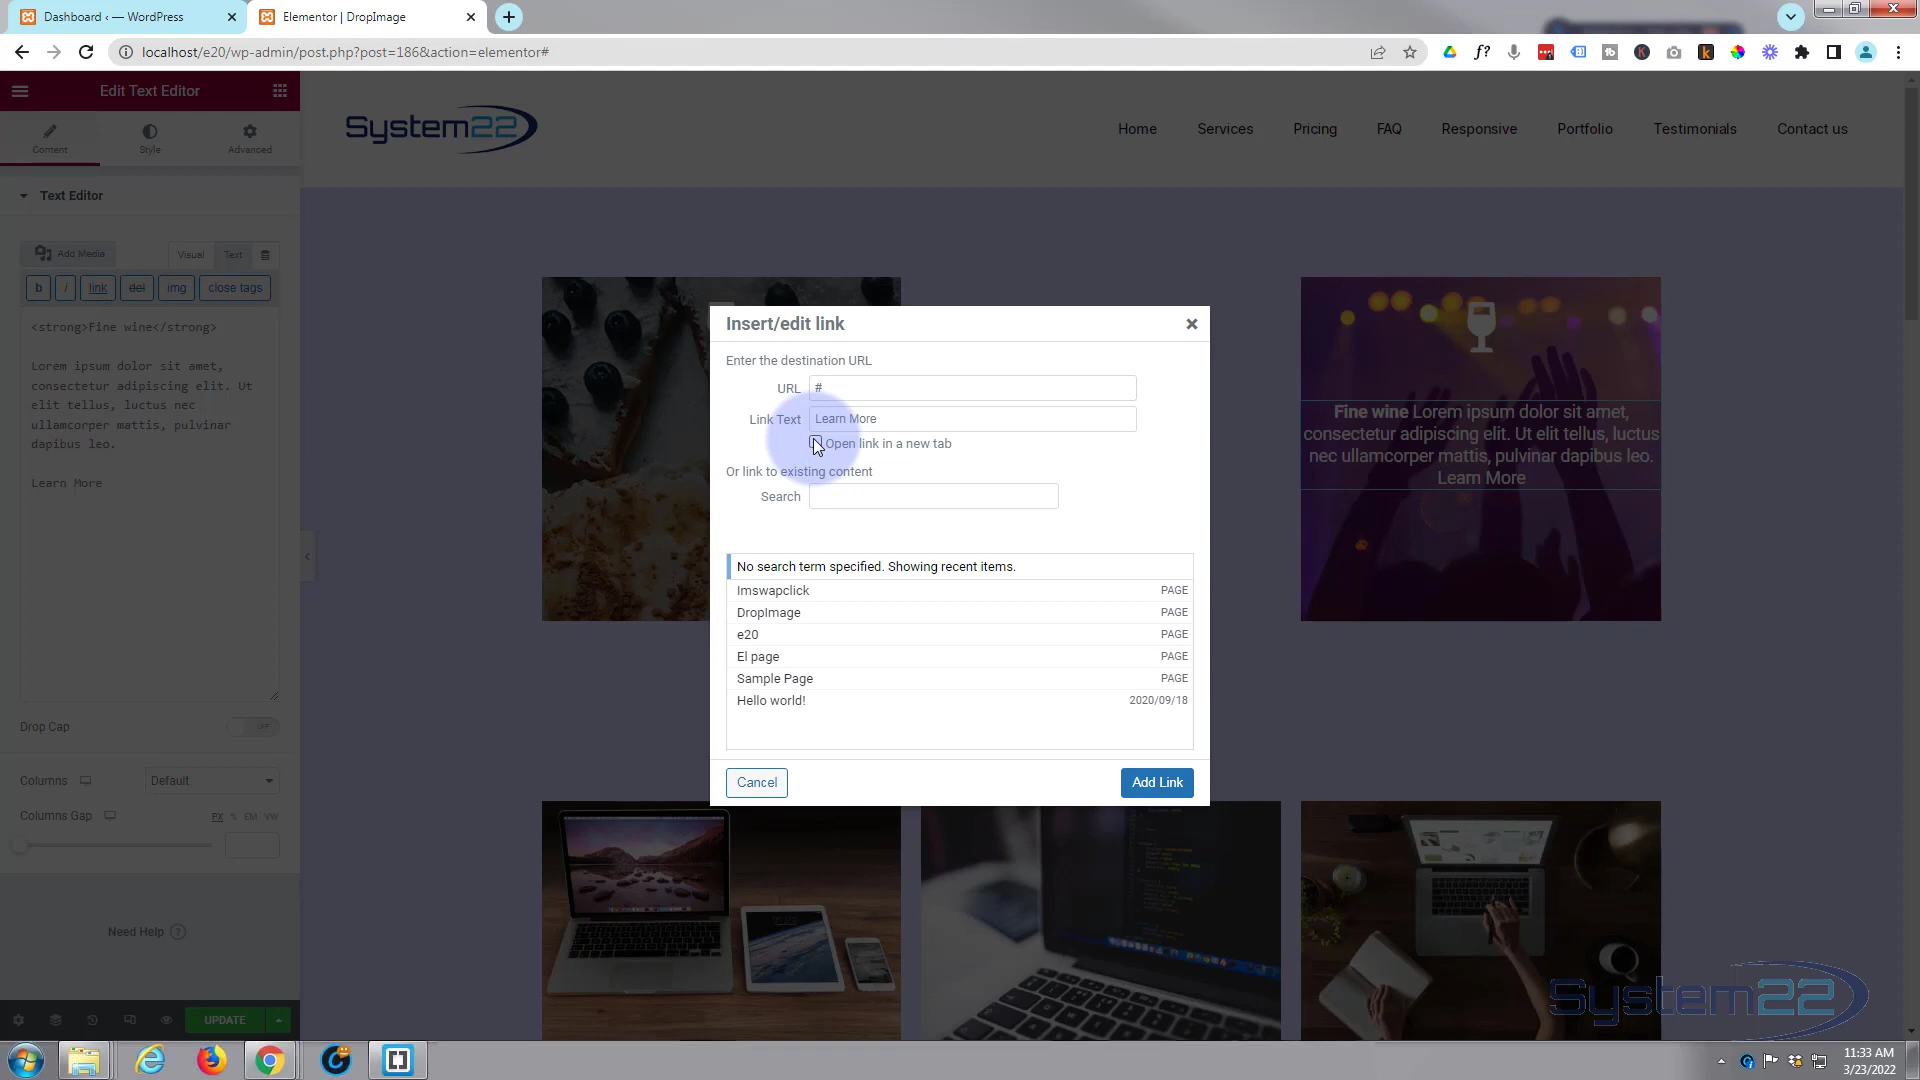 Dashboard ‹ — WordPress
Elementor | DropImage
localhost/e20/wp-admin/post.php?post=186&action=elementor#
Edit Text Editor
Content
Style
Advanced
Text Editor
Add Media
Visual
Text
b
i
link
del
img
close tags
<strong>Fine wine</strong>
Lorem ipsum dolor sit amet,
consectetur adipiscing elit. Ut
elit tellus, luctus nec
ullamcorper mattis, pulvinar
dapibus leo.
Learn More
Drop Cap
OFF
Columns
Default
Columns Gap
PX % EM VW
Need Help
UPDATE
System22
Home
Services
Pricing
FAQ
Responsive
Portfolio
Testimonials
Contact us
Fine wine Lorem ipsum dolor sit amet,
consectetur adipiscing elit. Ut elit tellus, luctus
nec ullamcorper mattis, pulvinar dapibus leo.
Learn More
Insert/edit link
Enter the destination URL
URL #
Link Text Learn More
Open link in a new tab
Or link to existing content
Search
No search term specified. Showing recent items.
Imswapclick PAGE
DropImage PAGE
e20 PAGE
El page PAGE
Sample Page PAGE
Hello world! 2020/09/18
Cancel
Add Link
System22
11:33 AM
3/23/2022